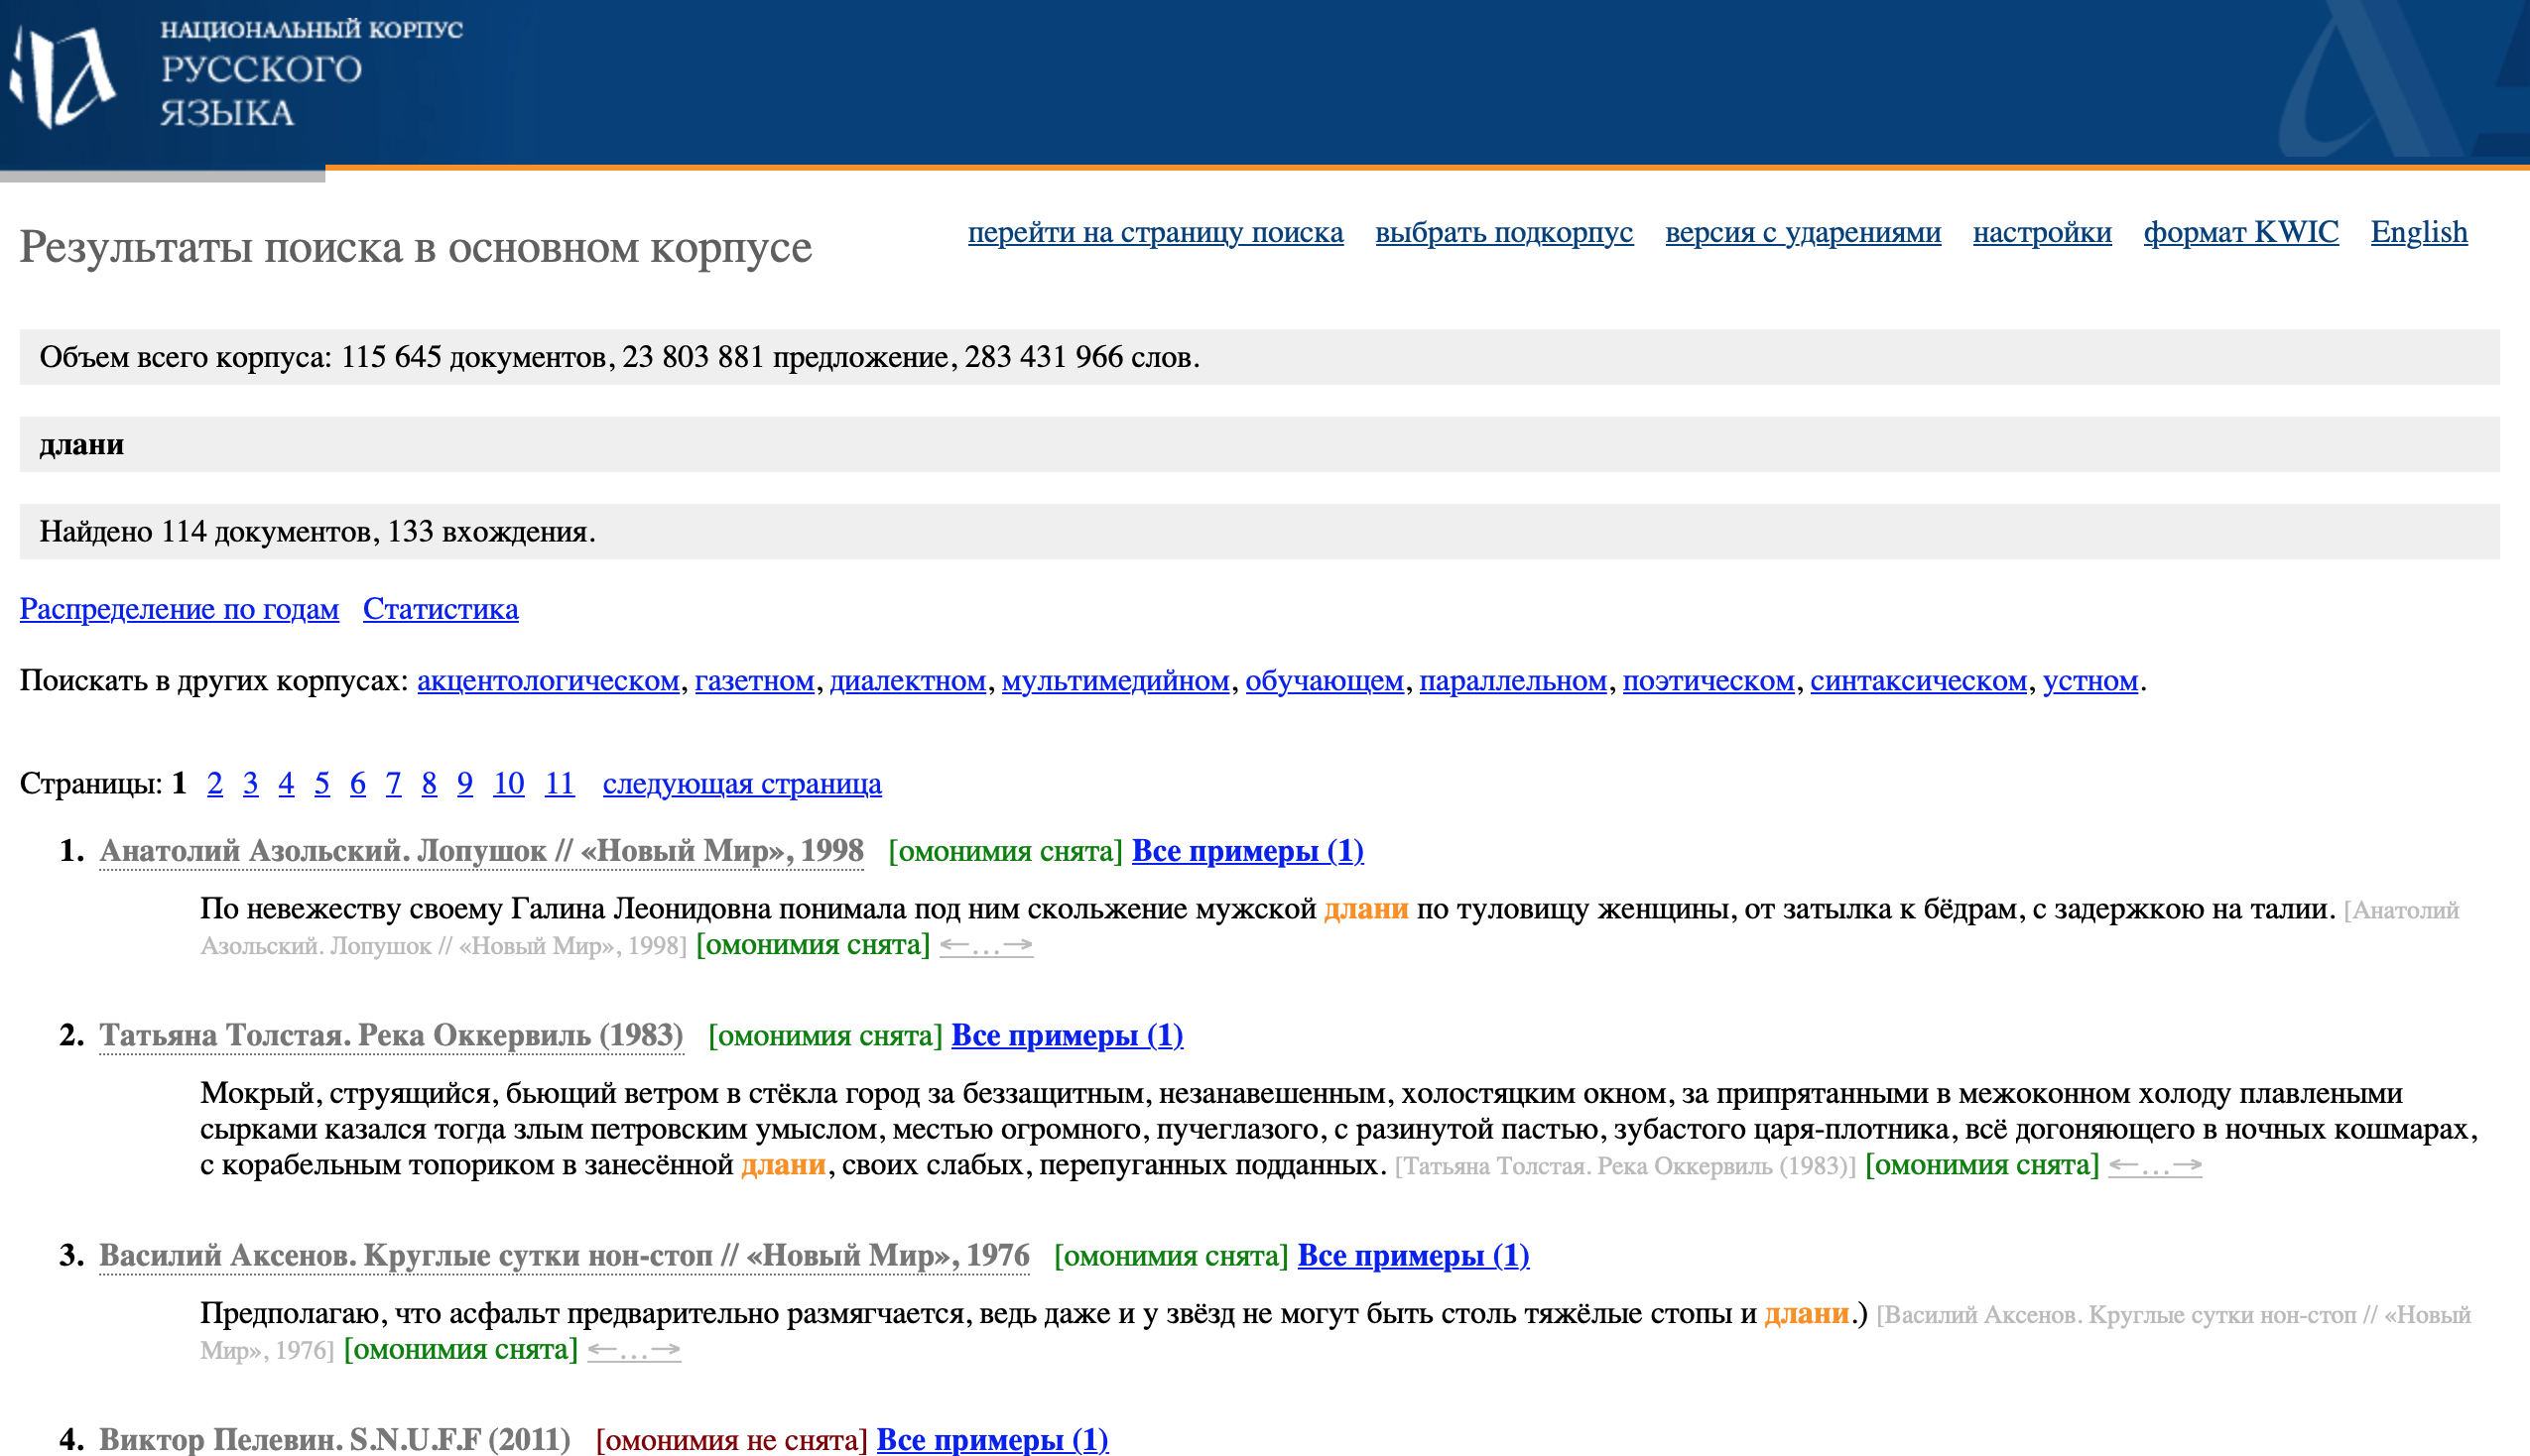 НАЦИОНАЛЬНЫЙ КОРПУС
РУССКОГО
ЯЗЫКА
Результаты поиска в основном корпусе
перейти на страницу поиска выбрать подкорпус версия с ударениями настройки формат KWIC English
Объем всего корпуса: 115 645 документов, 23 803 881 предложение, 283 431 966 слов.
длани
Найдено 114 документов, 133 вхождения.
Распределение по годам Статистика
Поискать в других корпусах: акцентологическом, газетном, диалектном, мультимедийном, обучающем, параллельном, поэтическом, синтаксическом, устном.
Страницы: 1 2 3 4 5 6 7 8 9 10 11 следующая страница
1. Анатолий Азольский. Лопушок // «Новый Мир», 1998 [омонимия снята] Все примеры (1)
По невежеству своему Галина Леонидовна понимала под ним скольжение мужской длани по туловищу женщины, от затылка к бёдрам, с задержкою на талии. [Анатолий
Азольский. Лопушок // «Новый Мир», 1998] [омонимия снята] ←…→
2. Татьяна Толстая. Река Оккервиль (1983) [омонимия снята] Все примеры (1)
Мокрый, струящийся, бьющий ветром в стёкла город за беззащитным, незанавешенным, холостяцким окном, за припрятанными в межоконном холоду плавлеными
сырками казался тогда злым петровским умыслом, местью огромного, пучеглазого, с разинутой пастью, зубастого царя-плотника, всё догоняющего в ночных кошмарах,
с корабельным топориком в занесённой длани, своих слабых, перепуганных подданных. [Татьяна Толстая. Река Оккервиль (1983)] [омонимия снята] ←…→
3. Василий Аксенов. Круглые сутки нон-стоп // «Новый Мир», 1976 [омонимия снята] Все примеры (1)
Предполагаю, что асфальт предварительно размягчается, ведь даже и у звёзд не могут быть столь тяжёлые стопы и длани.) [Василий Аксенов. Круглые сутки нон-стоп // «Новый
Мир», 1976] [омонимия снята] ←…→
4. Виктор Пелевин. S.N.U.F.F (2011) [омонимия не снята] Все примеры (1)